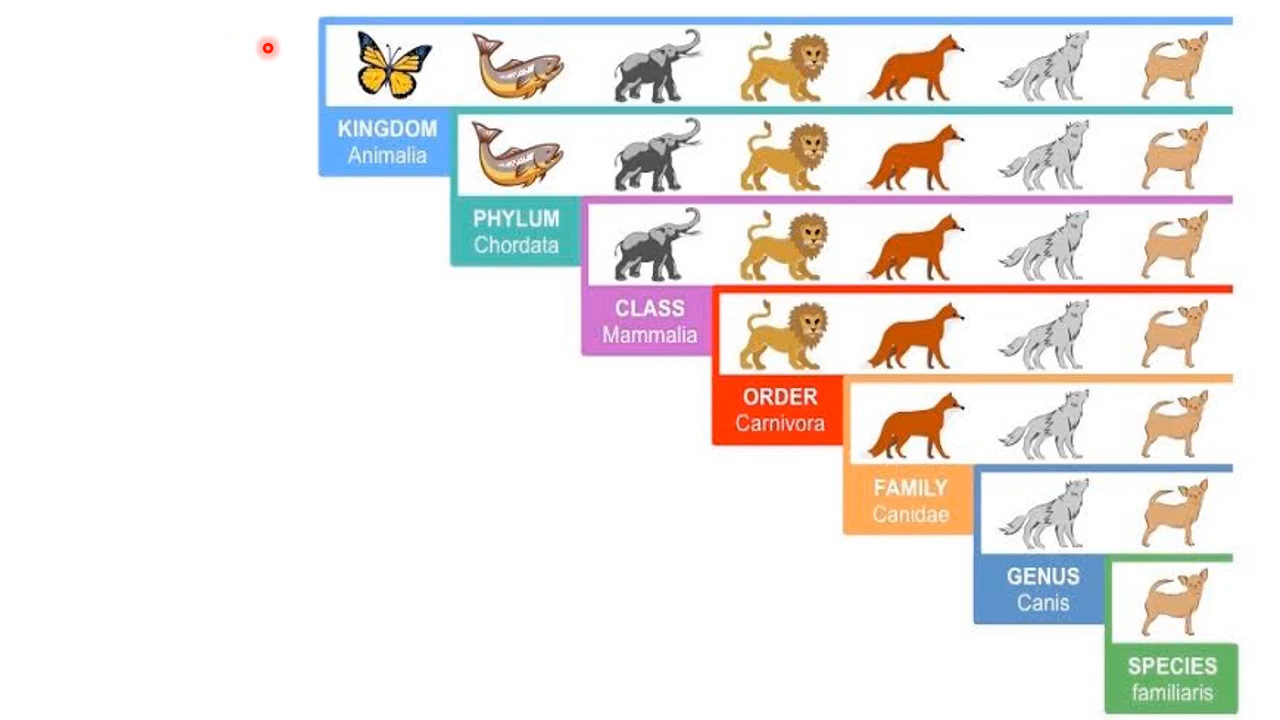 KINGDOM
Animalia
PHYLUM
Chordata
CLASS
Mammalia
ORDER
Carnivora
FAMILY
Canidae
GENUS
Canis
SPECIES
familiaris